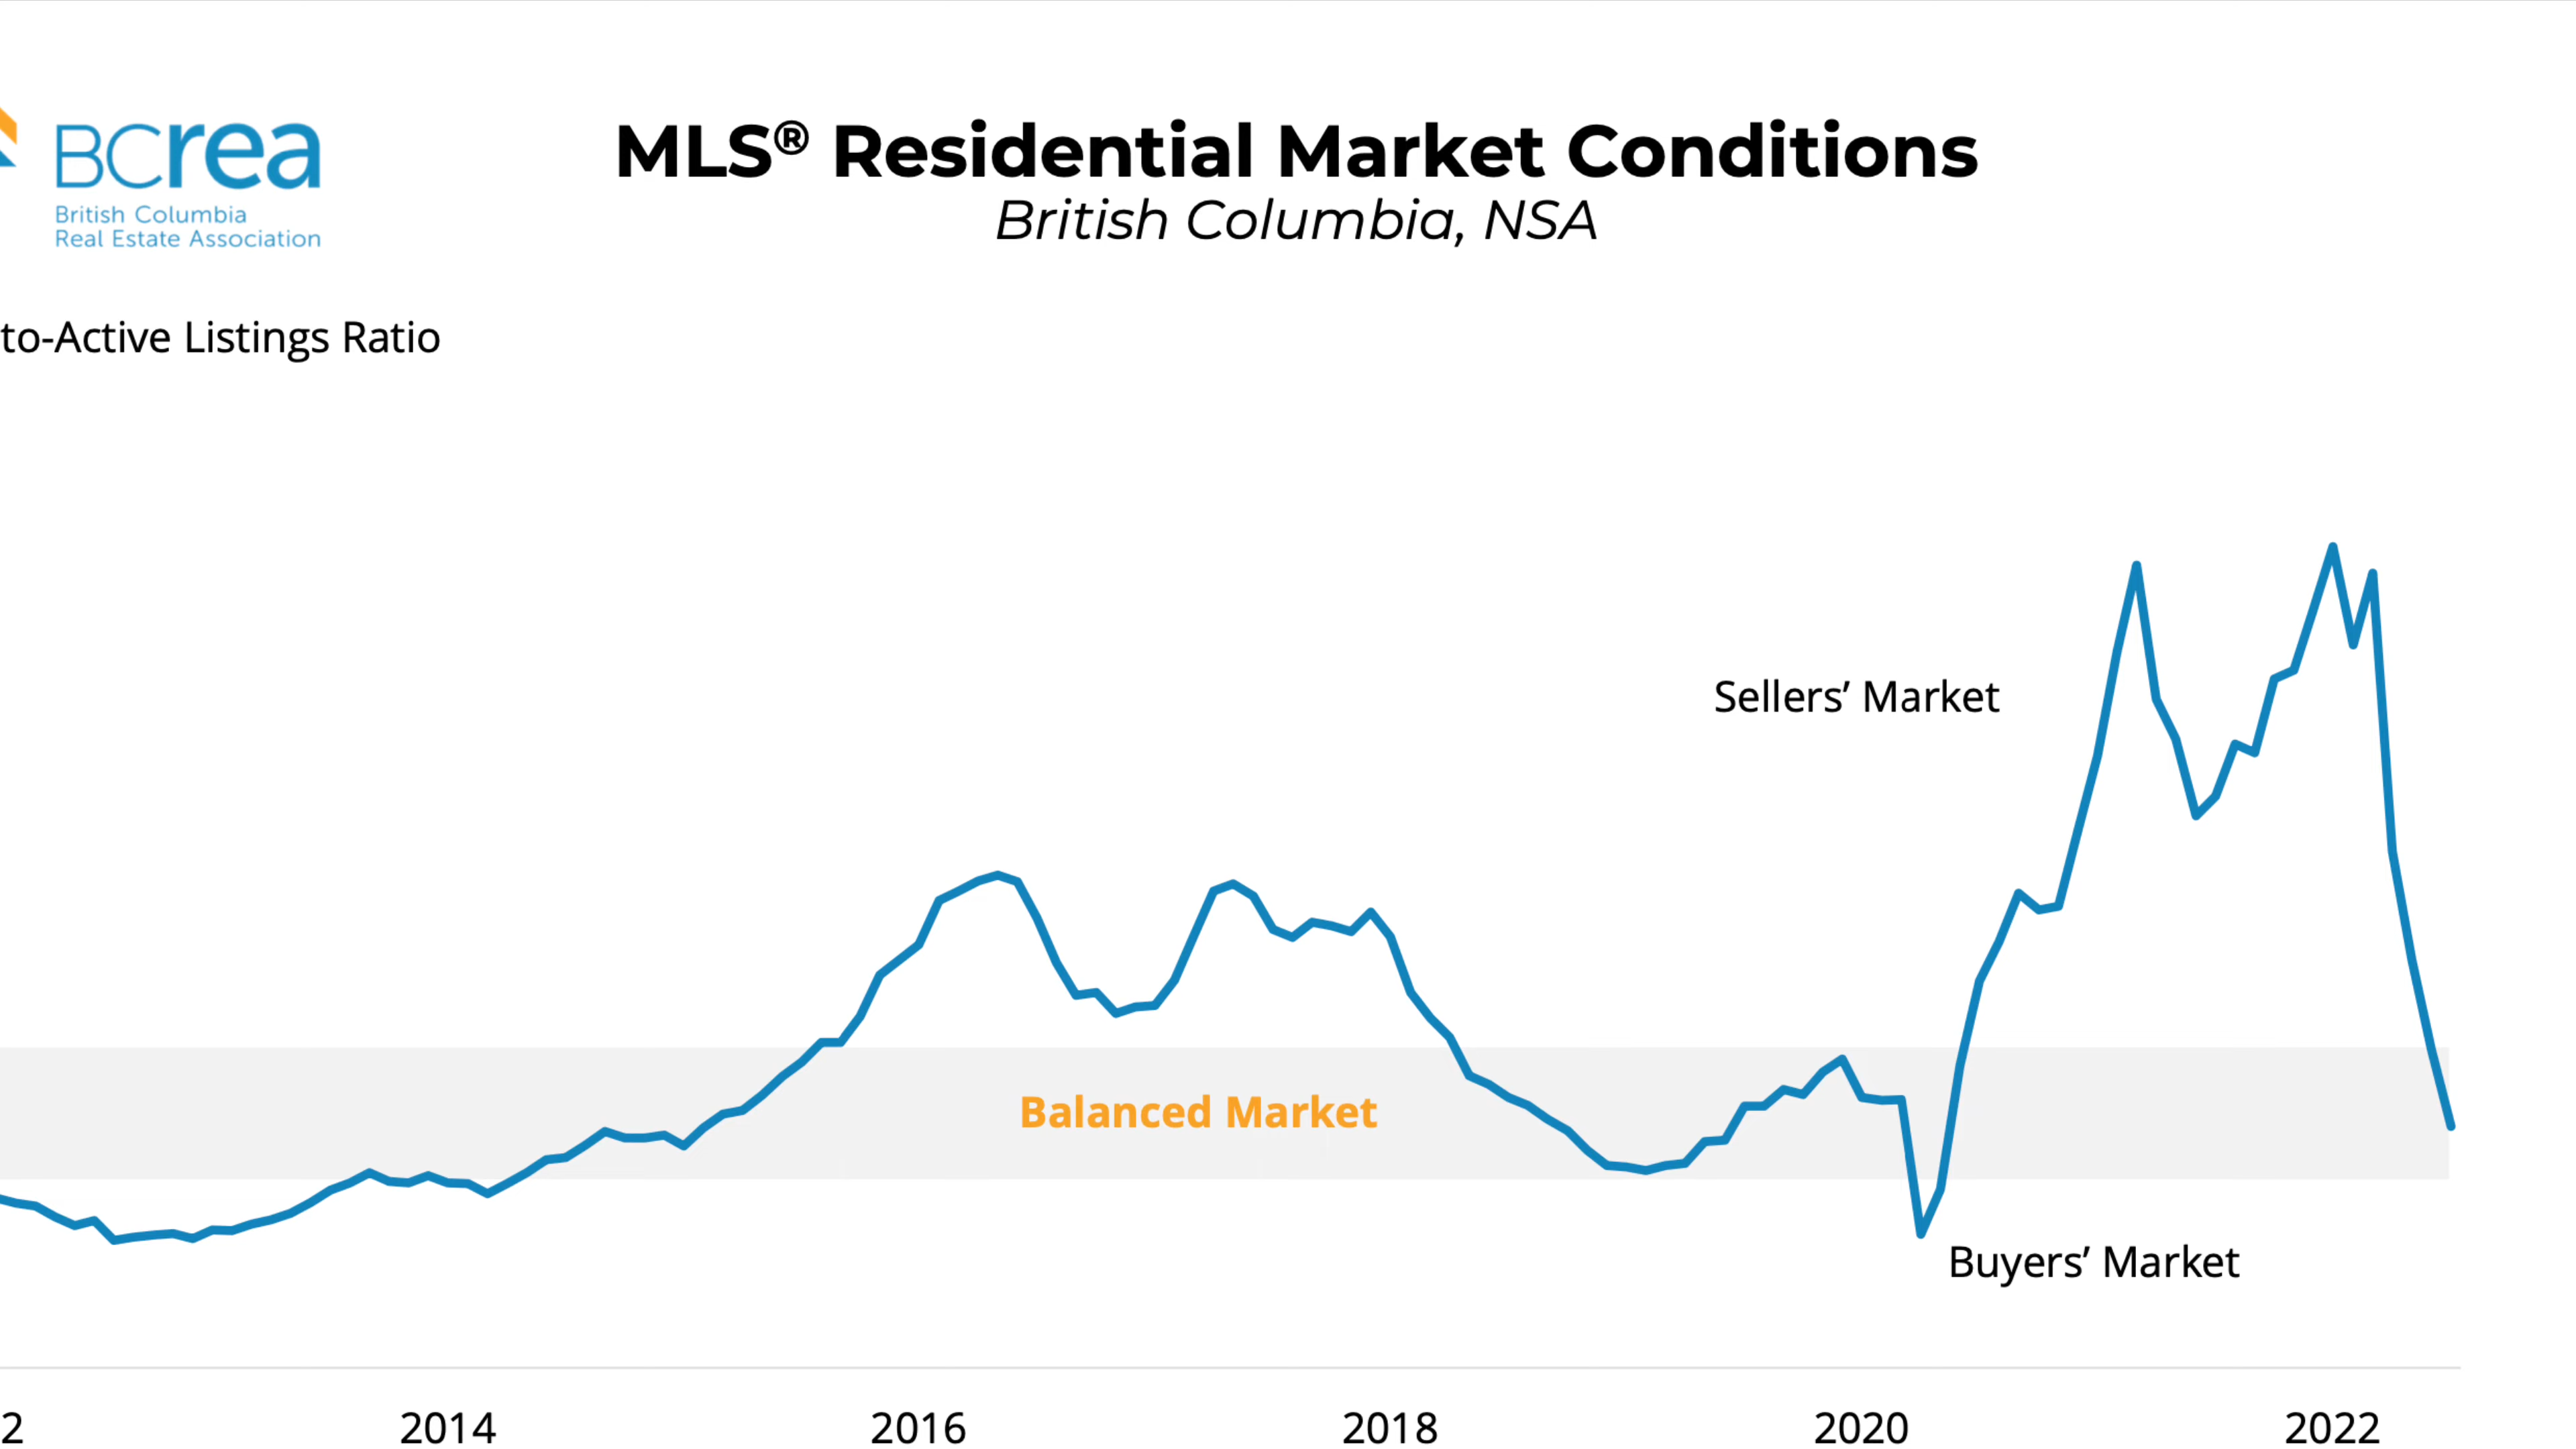 BCrea
British Columbia
Real Estate Association
MLS® Residential Market Conditions
British Columbia, NSA
to-Active Listings Ratio
Sellers’ Market
Balanced Market
Buyers’ Market
2 2014 2016 2018 2020 2022